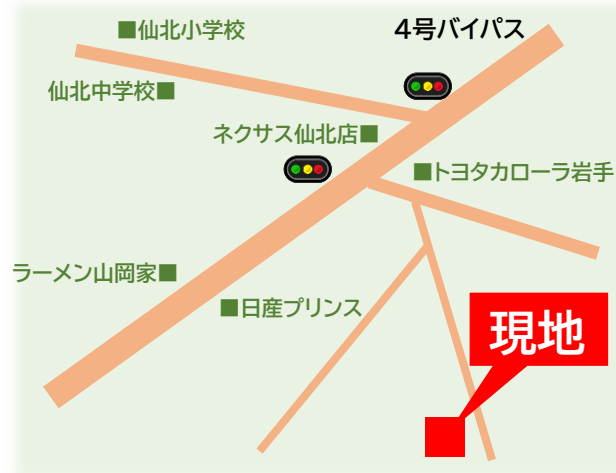 ■仙北小学校
4号バイパス
仙北中学校■
ネクサス仙北店■
■トヨタカローラ岩手
ラーメン山岡家■
■日産プリンス
現地